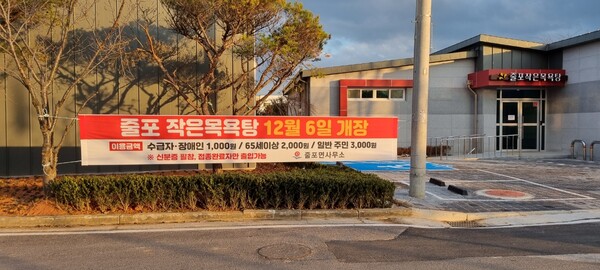 줄포 작은목욕탕 12월 6일 개장
이용금액 수급자·장애인 1,000원 / 65세이상 2,000원 / 일반 주민 3,000원
※ 신분증 필참, 접종완료자만 출입가능 줄포면사무소
줄포작은목욕탕